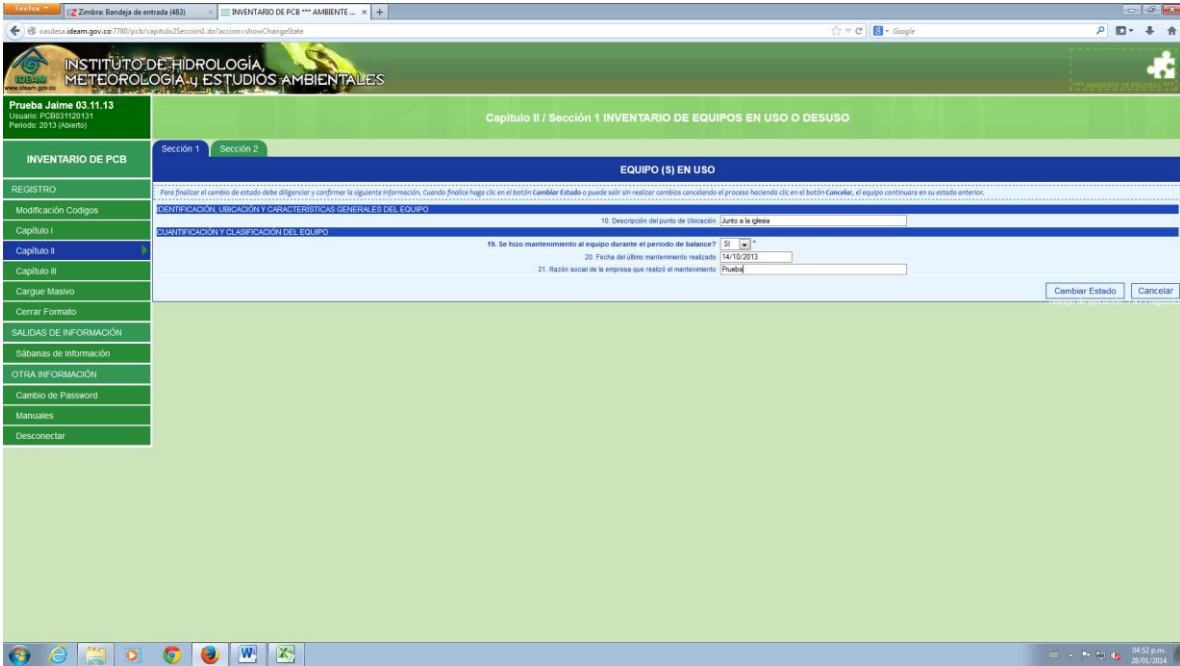 Firefox
Zimbra: Bandeja de entrada (483)
INVENTARIO DE PCB *** AMBIENTE ...
oasdesa.ideam.gov.co:7780/pcb/capitulo2Seccion1.do?accion=showChangeState
Google
IDEAM
www.ideam.gov.co
INSTITUTO DE HIDROLOGÍA,
METEOROLOGÍA y ESTUDIOS AMBIENTALES
Prueba Jaime 03.11.13
Usuario: PCB031120131
Periodo: 2013 (Abierto)
Capitulo II / Sección 1 INVENTARIO DE EQUIPOS EN USO O DESUSO
INVENTARIO DE PCB
REGISTRO
Modificación Codigos
Capítulo I
Capítulo II
Capítulo III
Cargue Masivo
Cerrar Formato
SALIDAS DE INFORMACIÓN
Sábanas de Información
OTRA INFORMACIÓN
Cambio de Password
Manuales
Desconectar
Sección 1
Sección 2
EQUIPO (S) EN USO
Para finalizar el cambio de estado debe diligenciar y confirmar la siguiente información. Cuando finalice haga clic en el botón Cambiar Estado o puede salir sin realizar cambios cancelando el proceso haciendo clic en el botón Cancelar, el equipo continuara en su estado anterior.
IDENTIFICACIÓN, UBICACIÓN Y CARACTERÍSTICAS GENERALES DEL EQUIPO
10. Descripción del punto de Ubicación Junto a la iglesia
CUANTIFICACIÓN Y CLASIFICACIÓN DEL EQUIPO
19. Se hizo mantenimiento al equipo durante el periodo de balance? SI *
20. Fecha del último mantenimiento realizado 14/10/2013
21. Razón social de la empresa que realizó el mantenimiento Prueba
Cambiar Estado
Cancelar
04:52 p.m.
28/01/2014